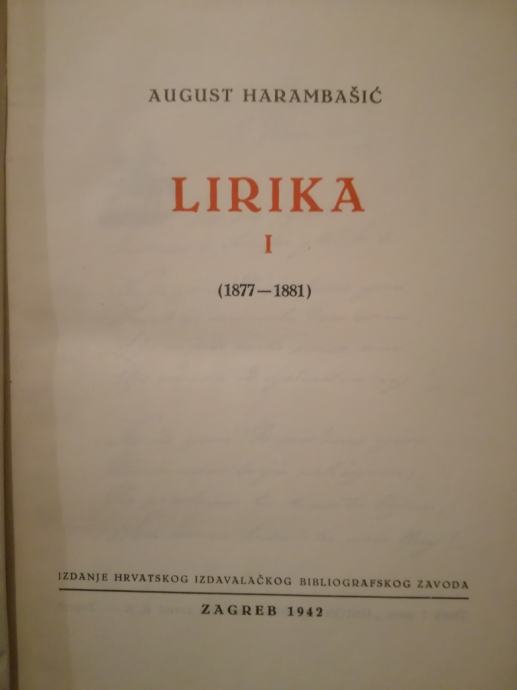 AUGUST HARAMBAŠIĆ
LIRIKA
I
(1877—1881)
IZDANJE HRVATSKOG IZDAVALAČKOG BIBLIOGRAFSKOG ZAVODA
ZAGREB 1942